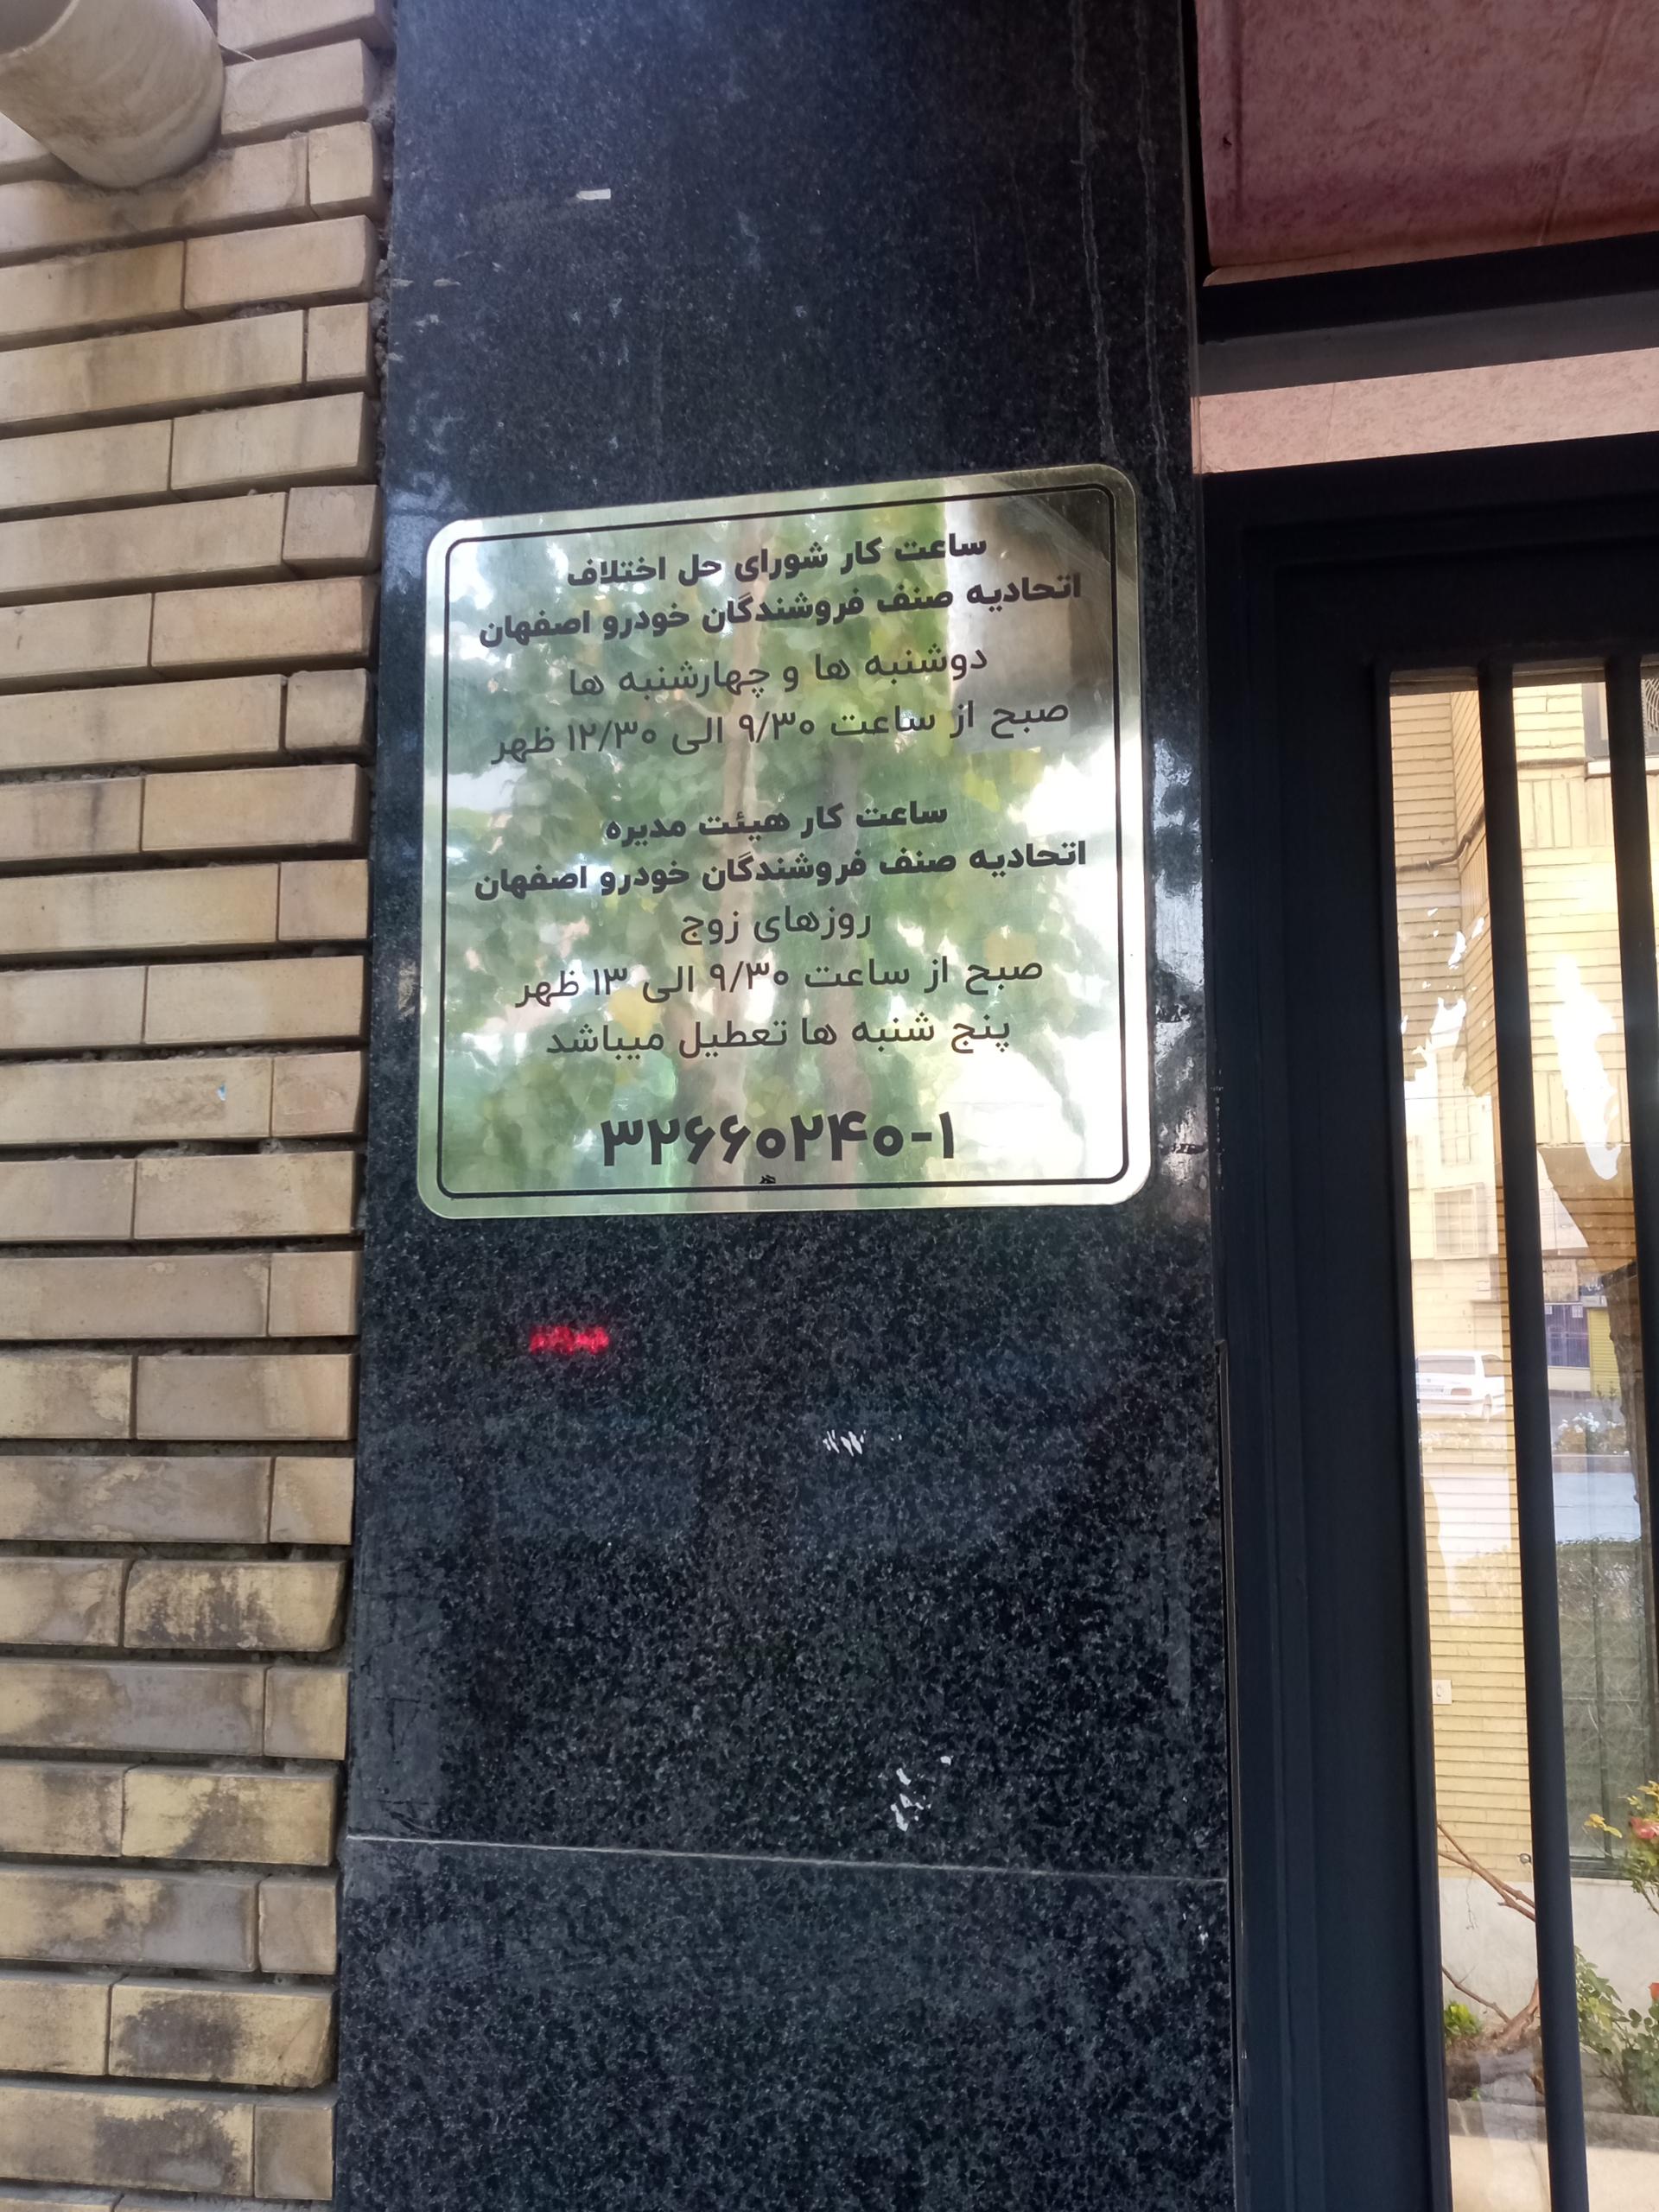 ساعت کار شورای حل اختلاف
اتحادیه صنف فروشندگان خودرو اصفهان
دوشنبه ها و چهارشنبه ها
صبح از ساعت ۹/۳۰ الی ۱۲/۳۰ ظهر
ساعت کار هیئت مدیره
اتحادیه صنف فروشندگان خودرو اصفهان
روزهای زوج
صبح از ساعت ۹/۳۰ الی ۱۳ ظهر
پنج شنبه ها تعطیل میباشد
۳۲۶۶۰۲۴۰-۱